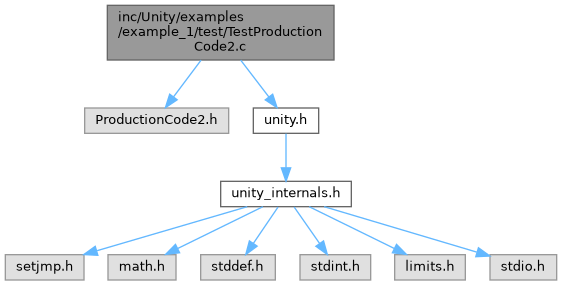 inc/Unity/examples
/example_1/test/TestProduction
Code2.c
ProductionCode2.h
unity.h
unity_internals.h
setjmp.h
math.h
stddef.h
stdint.h
limits.h
stdio.h